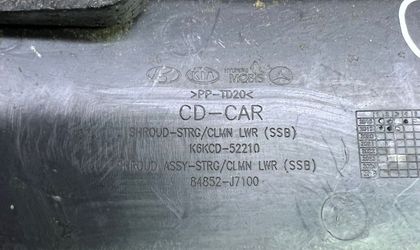 KIA HYUNDAI MOBIS
>PP-TD20<
CD-CAR
SHROUD-STRG/CLMN LWR (SSB)
K6KCD-52210
SHROUD ASSY-STRG/CLMN LWR (SSB)
84852-J7100